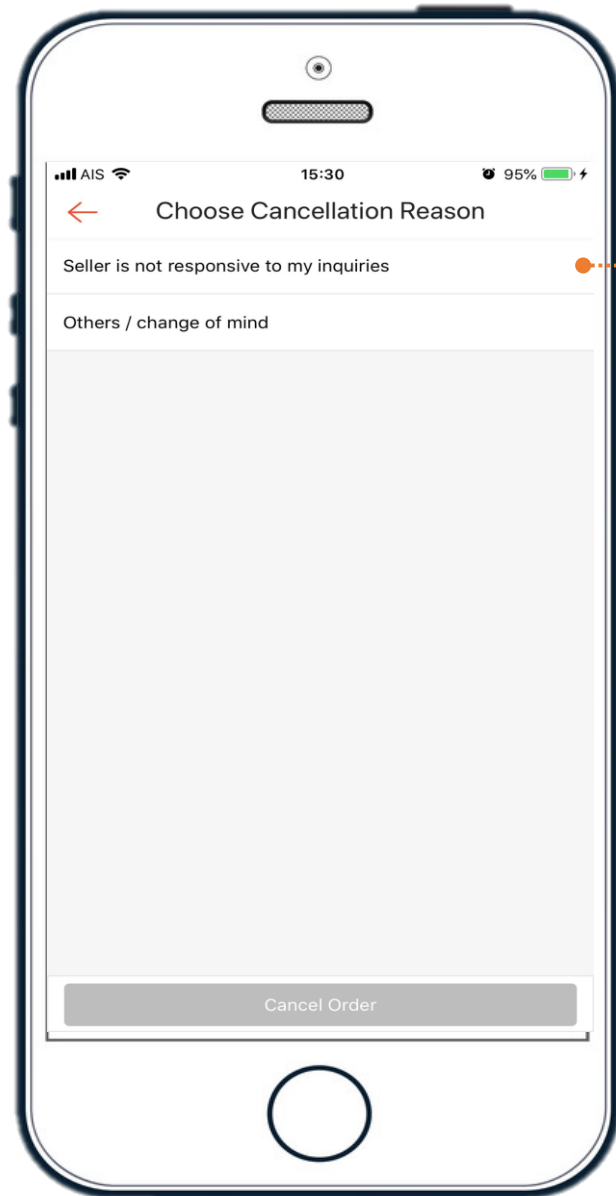 AIS 15:30 95%
Choose Cancellation Reason
Seller is not responsive to my inquiries
Others / change of mind
Cancel Order